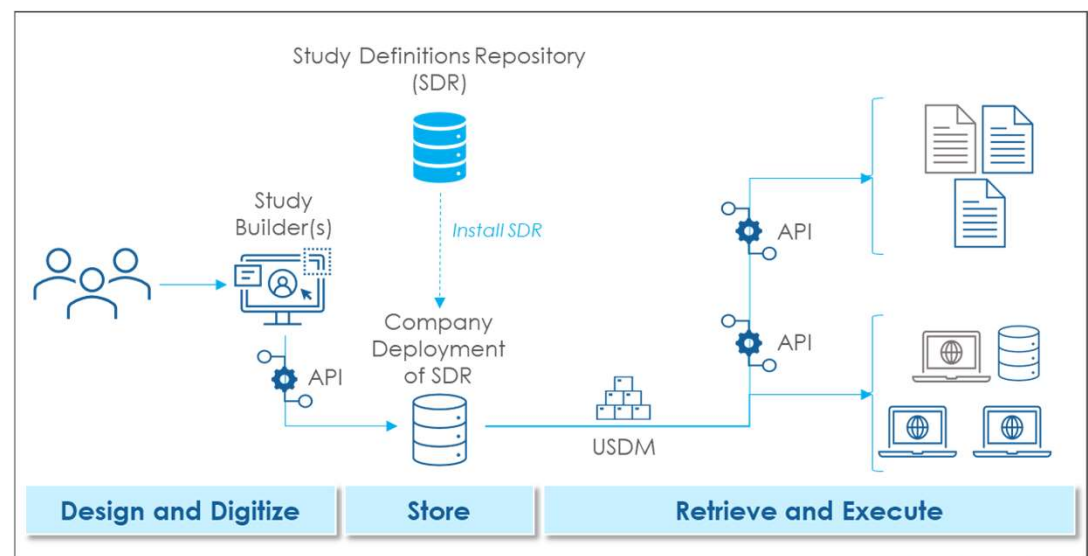 Study Definitions Repository
(SDR)
Study
Builder(s)
Install SDR
API
Company
Deployment
of SDR
API
API
USDM
API
Design and Digitize
Store
Retrieve and Execute